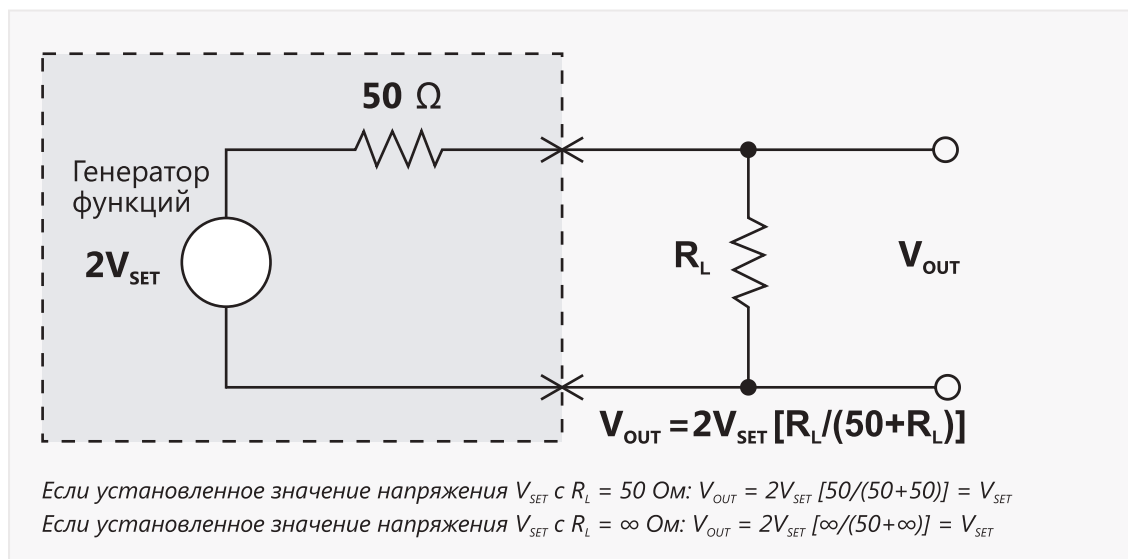 50 Ω
Генератор
функций
2V_SET
R_L
V_OUT
V_OUT = 2V_SET [R_L/(50+R_L)]
Если установленное значение напряжения V_SET с R_L = 50 Ом: V_OUT = 2V_SET [50/(50+50)] = V_SET
Если установленное значение напряжения V_SET с R_L = ∞ Ом: V_OUT = 2V_SET [∞/(50+∞)] = V_SET